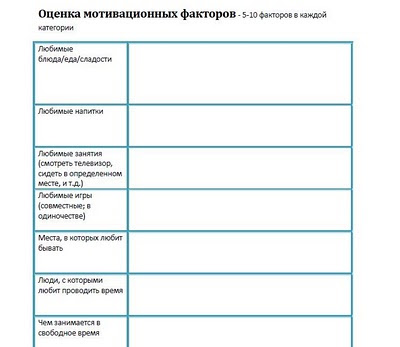 Оценка мотивационных факторов - 5-10 факторов в каждой
категории
Любимые
блюда/еда/сладости
Любимые напитки
Любимые занятия
(смотреть телевизор,
сидеть в определенном
месте, и т.д.)
Любимые игры
(совместные; в
одиночестве)
Места, в которых любит
бывать
Люди, с которыми
любит проводить время
Чем занимается в
свободное время